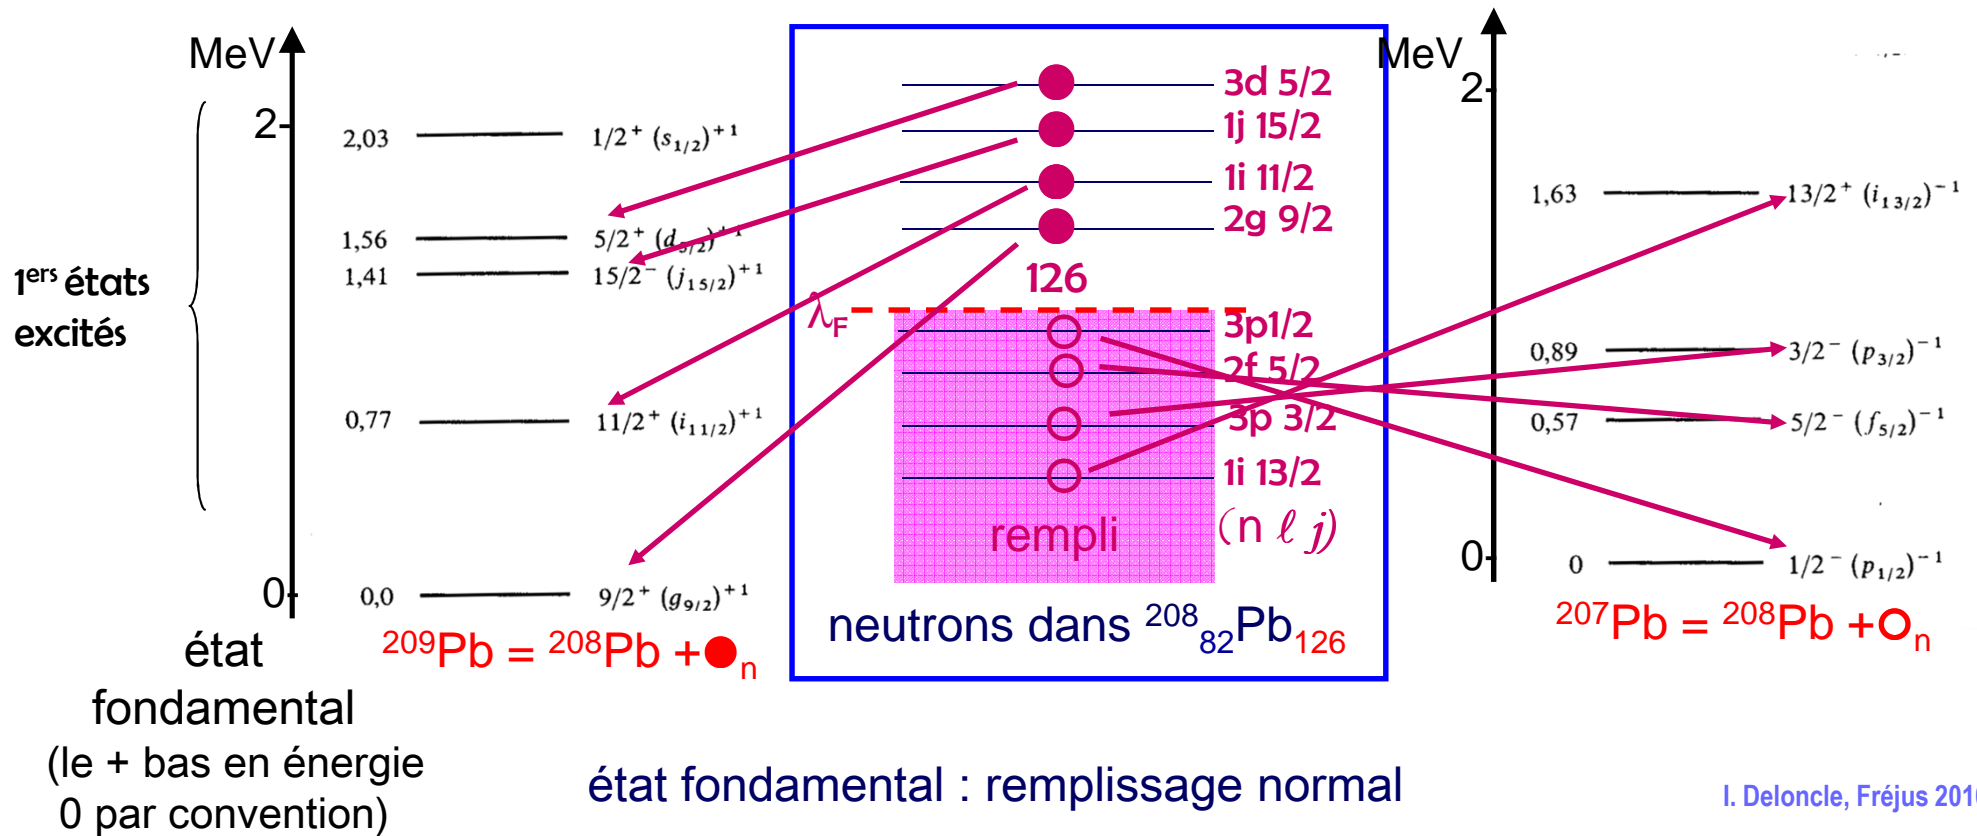 MeV
2
2,03 1/2⁺ (s₁/₂)⁺¹
1,56 5/2⁺ (d₅/₂)⁺¹
1,41 15/2⁻ (j₁₅/₂)⁺¹
1ers états
excités
0,77 11/2⁺ (i₁₁/₂)⁺¹
0
0,0 9/2⁺ (g₉/₂)⁺¹
état
fondamental
(le + bas en énergie
0 par convention)
²⁰⁹Pb = ²⁰⁸Pb +●n
3d 5/2
1j 15/2
1i 11/2
2g 9/2
126
λF
3p1/2
2f 5/2
3p 3/2
1i 13/2
rempli
(n ℓ j)
neutrons dans ²⁰⁸₈₂Pb₁₂₆
MeV
2
1,63 13/2⁺ (i₁₃/₂)⁻¹
0,89 3/2⁻ (p₃/₂)⁻¹
0,57 5/2⁻ (f₅/₂)⁻¹
0
0 1/2⁻ (p₁/₂)⁻¹
²⁰⁷Pb = ²⁰⁸Pb +○n
état fondamental : remplissage normal
I. Deloncle, Fréjus 201